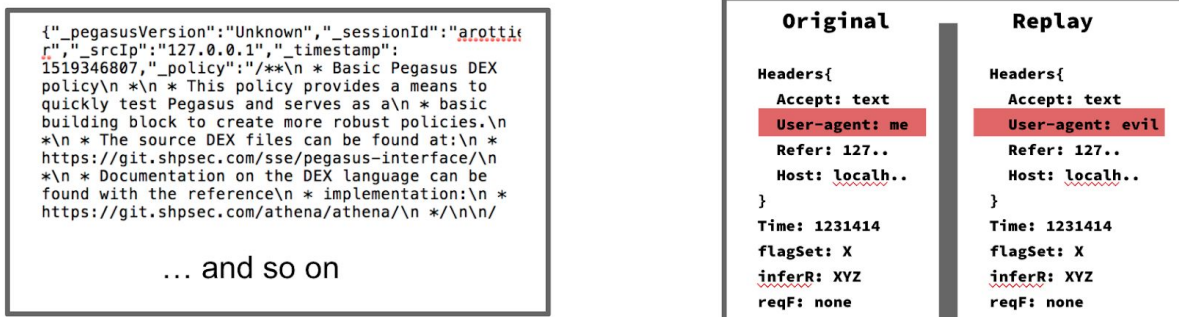 {"_pegasusVersion":"Unknown","_sessionId":"arottie
r","_srcIp":"127.0.0.1","_timestamp":
1519346807,"_policy":"/**\n * Basic Pegasus DEX
policy\n *\n * This policy provides a means to
quickly test Pegasus and serves as a\n * basic
building block to create more robust policies.\n
*\n * The source DEX files can be found at:\n *
https://git.shpsec.com/sse/pegasus-interface/\n
*\n * Documentation on the DEX language can be
found with the reference\n * implementation:\n *
https://git.shpsec.com/athena/athena/\n */\n\n/
... and so on
Original
Headers{
Accept: text
User-agent: me
Refer: 127..
Host: localh..
}
Time: 1231414
flagSet: X
inferR: XYZ
reqF: none
Replay
Headers{
Accept: text
User-agent: evil
Refer: 127..
Host: localh..
}
Time: 1231414
flagSet: X
inferR: XYZ
reqF: none